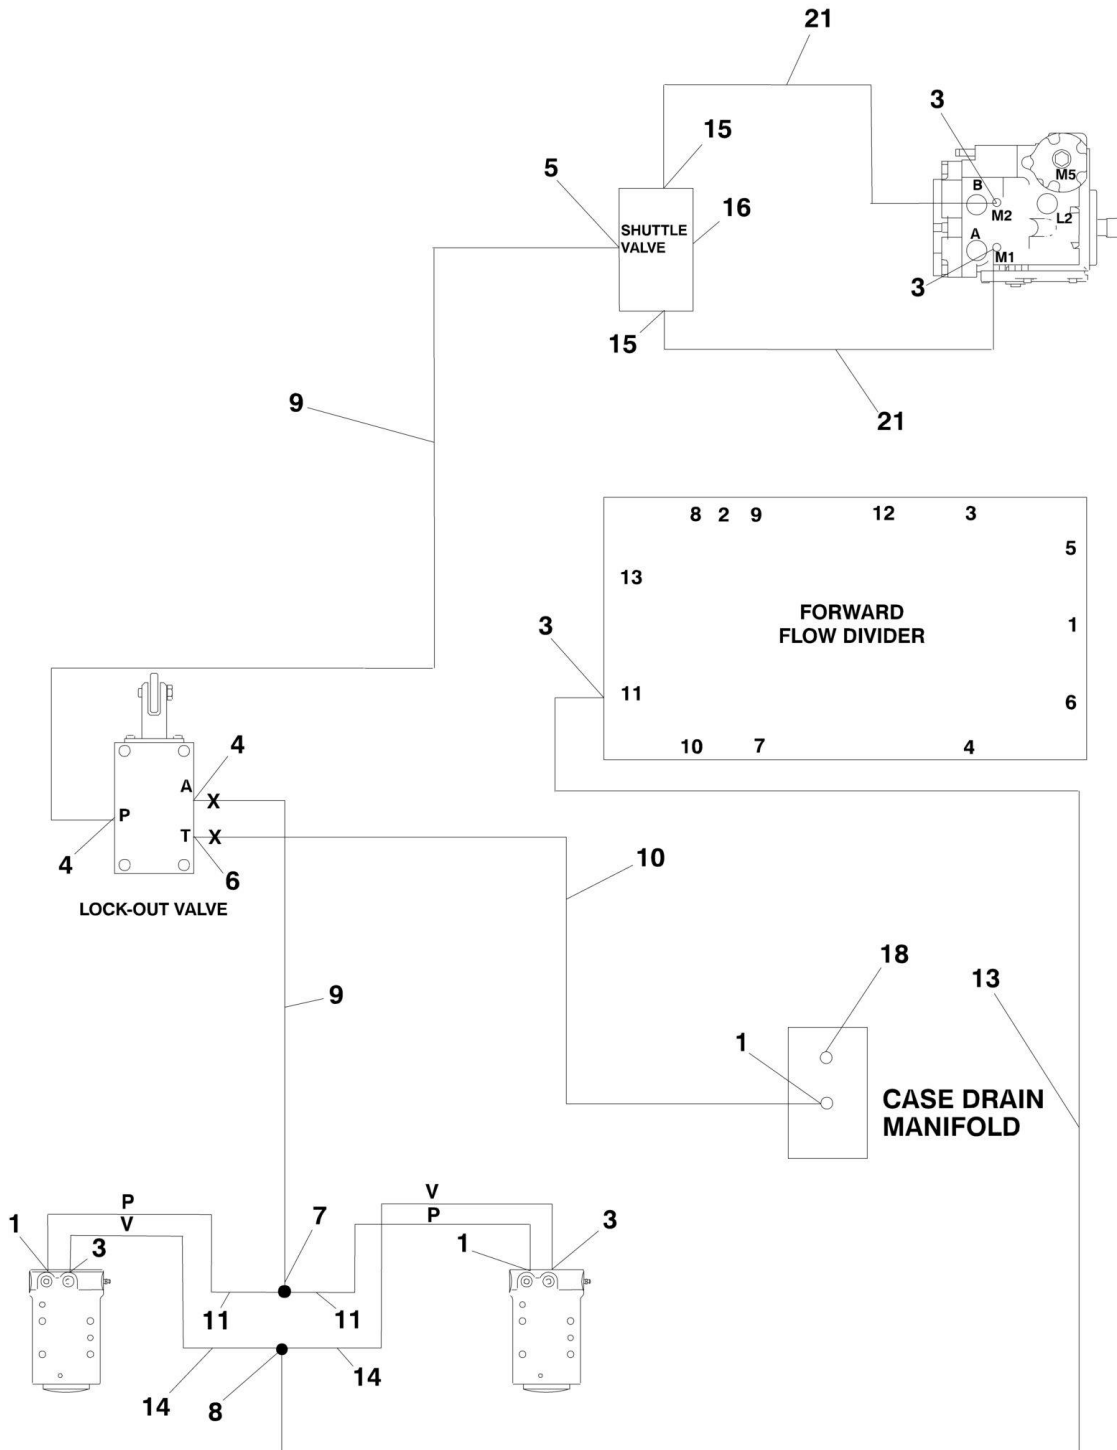 21
3
15
5
M5
B
16
M2
L2
SHUTTLE
VALVE
A
M1
3
15
9
21
8 2 9 12 3
5
13
FORWARD
FLOW DIVIDER
1
3
11
6
10 7 4
4
A
X
P
T X
4
6
10
LOCK-OUT VALVE
18
9
13
1
CASE DRAIN
MANIFOLD
P
V
7
V
P
1
3
1
3
11
11
14
14
8